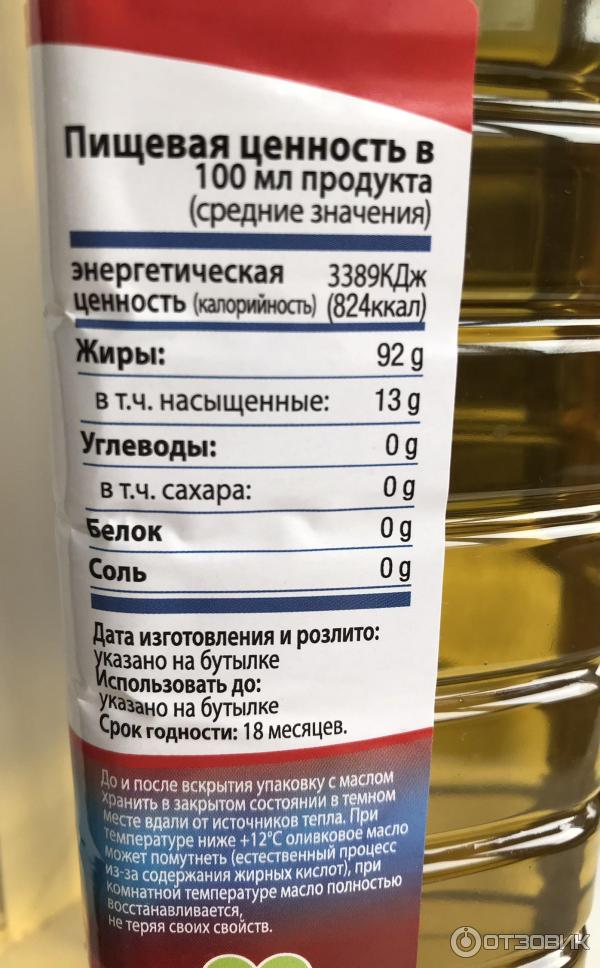 Пищевая ценность в
100 мл продукта
(средние значения)
энергетическая 3389КДж
ценность (калорийность) (824ккал)
Жиры: 92 g
в т.ч. насыщенные: 13 g
Углеводы: 0 g
в т.ч. сахара: 0 g
Белок 0 g
Соль 0 g
Дата изготовления и розлито:
указано на бутылке
Использовать до:
указано на бутылке
Срок годности: 18 месяцев.
До и после вскрытия упаковку с маслом
хранить в закрытом состоянии в темном
месте вдали от источников тепла. При
температуре ниже +12°С оливковое масло
может помутнеть (естественный процесс
из-за содержания жирных кислот), при
комнатной температуре масло полностью
восстанавливается,
не теряя своих свойств.
ОТЗОВИК